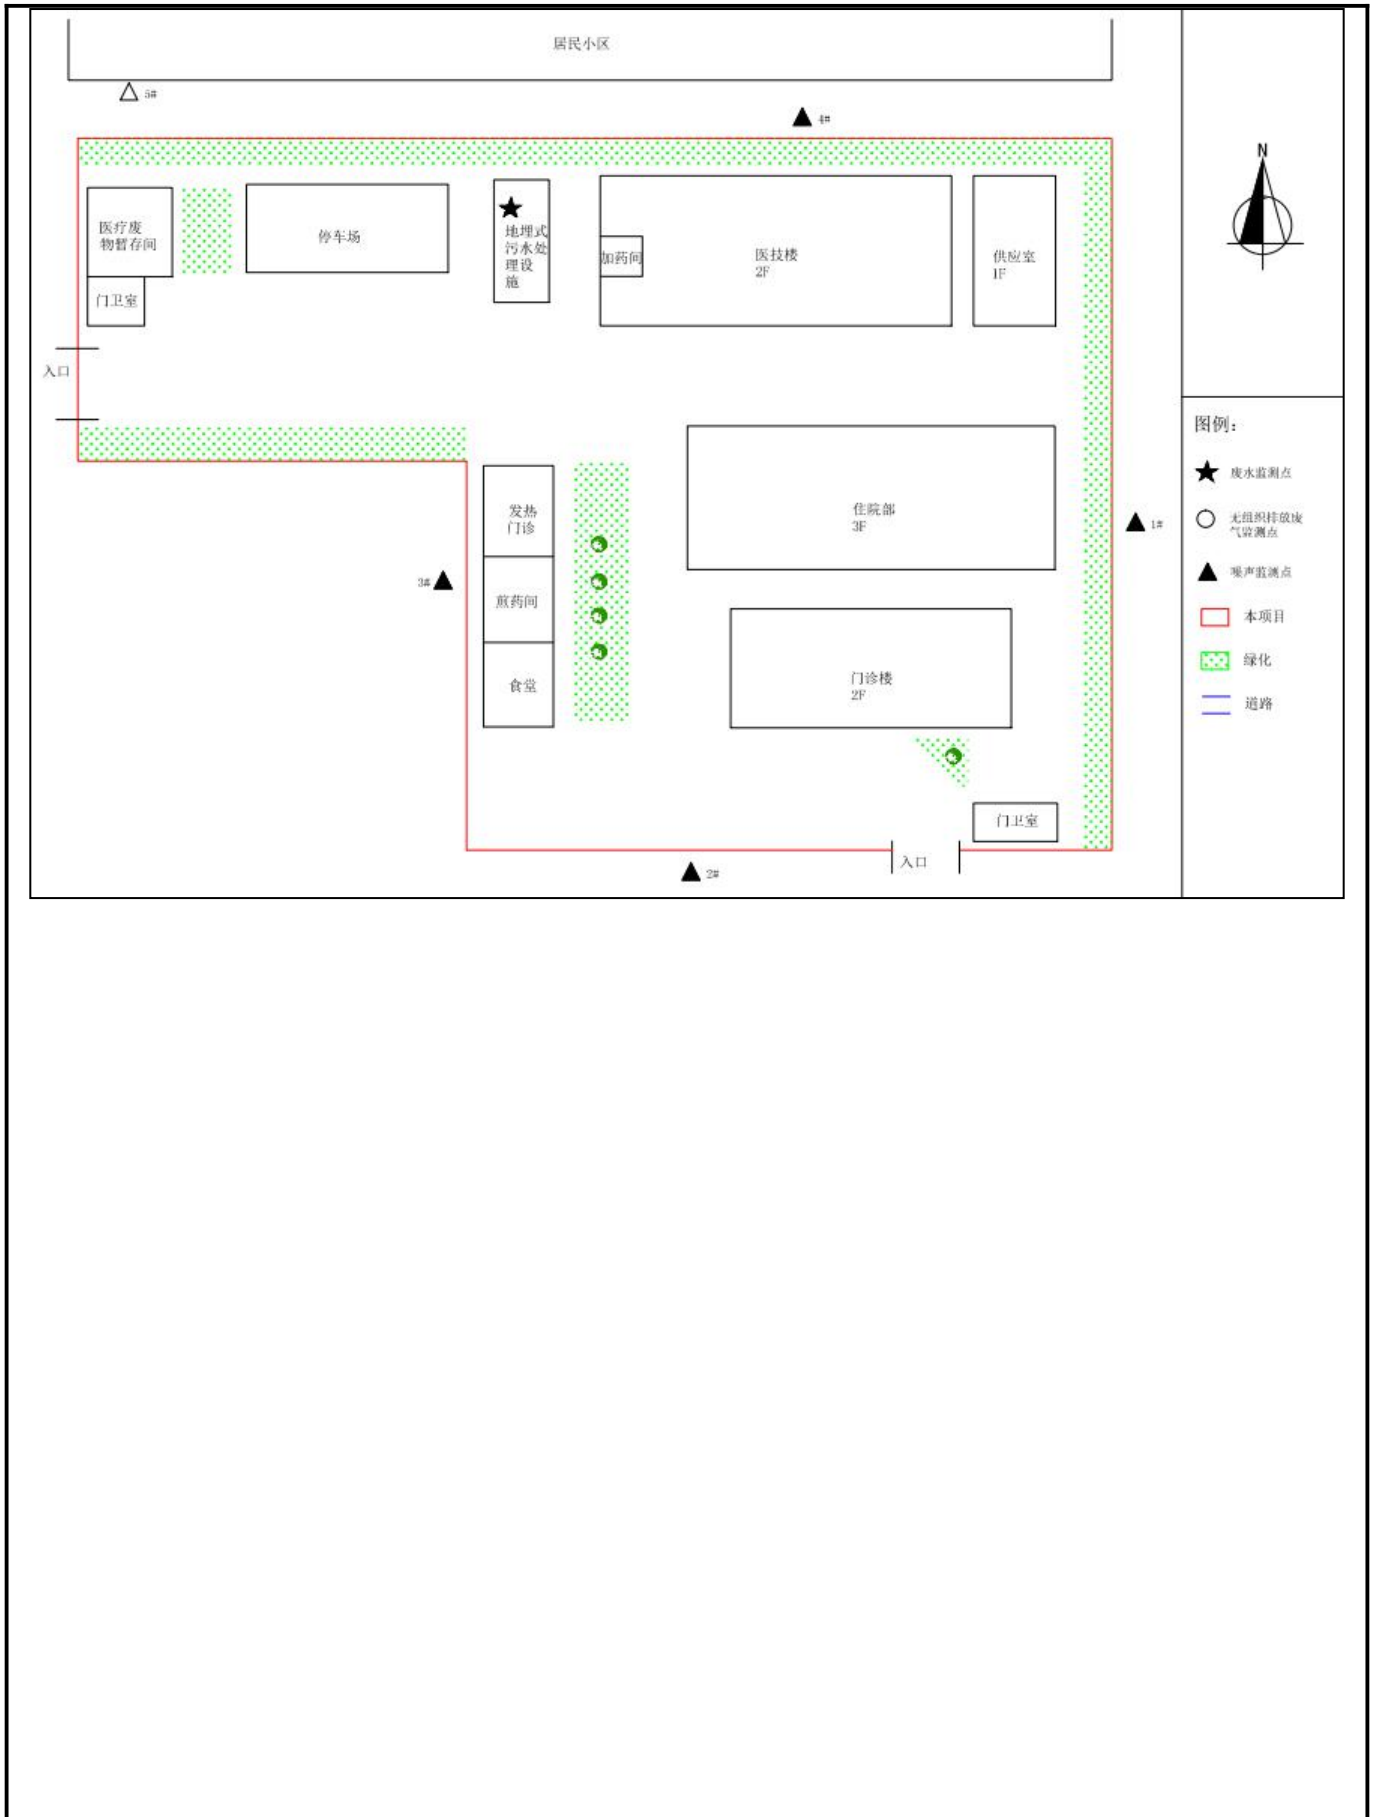 居民小区
5#
4#
N
医疗废
物暂存间
停车场
地埋式
污水处
理设
施
加药间
医技楼
2F
供应室
1F
门卫室
入口
图例：
废水监测点
无组织排放废
气监测点
噪声监测点
本项目
绿化
道路
发热
门诊
住院部
3F
1#
3#
煎药间
食堂
门诊楼
2F
门卫室
入口
2#